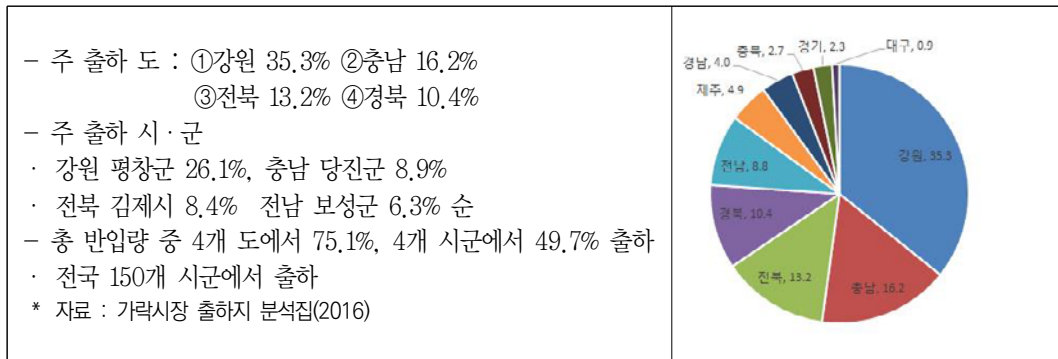 - 주 출하 도 : ①강원 35.3% ②충남 16.2%
③전북 13.2% ④경북 10.4%
- 주 출하 시·군
· 강원 평창군 26.1%, 충남 당진군 8.9%
· 전북 김제시 8.4% 전남 보성군 6.3% 순
- 총 반입량 중 4개 도에서 75.1%, 4개 시군에서 49.7% 출하
· 전국 150개 시군에서 출하
* 자료 : 가락시장 출하지 분석집(2016)
강원, 35.3
충남, 16.2
전북, 13.2
경북, 10.4
전남, 8.8
제주, 4.9
경남, 4.0
충북, 2.7
경기, 2.3
대구, 0.9